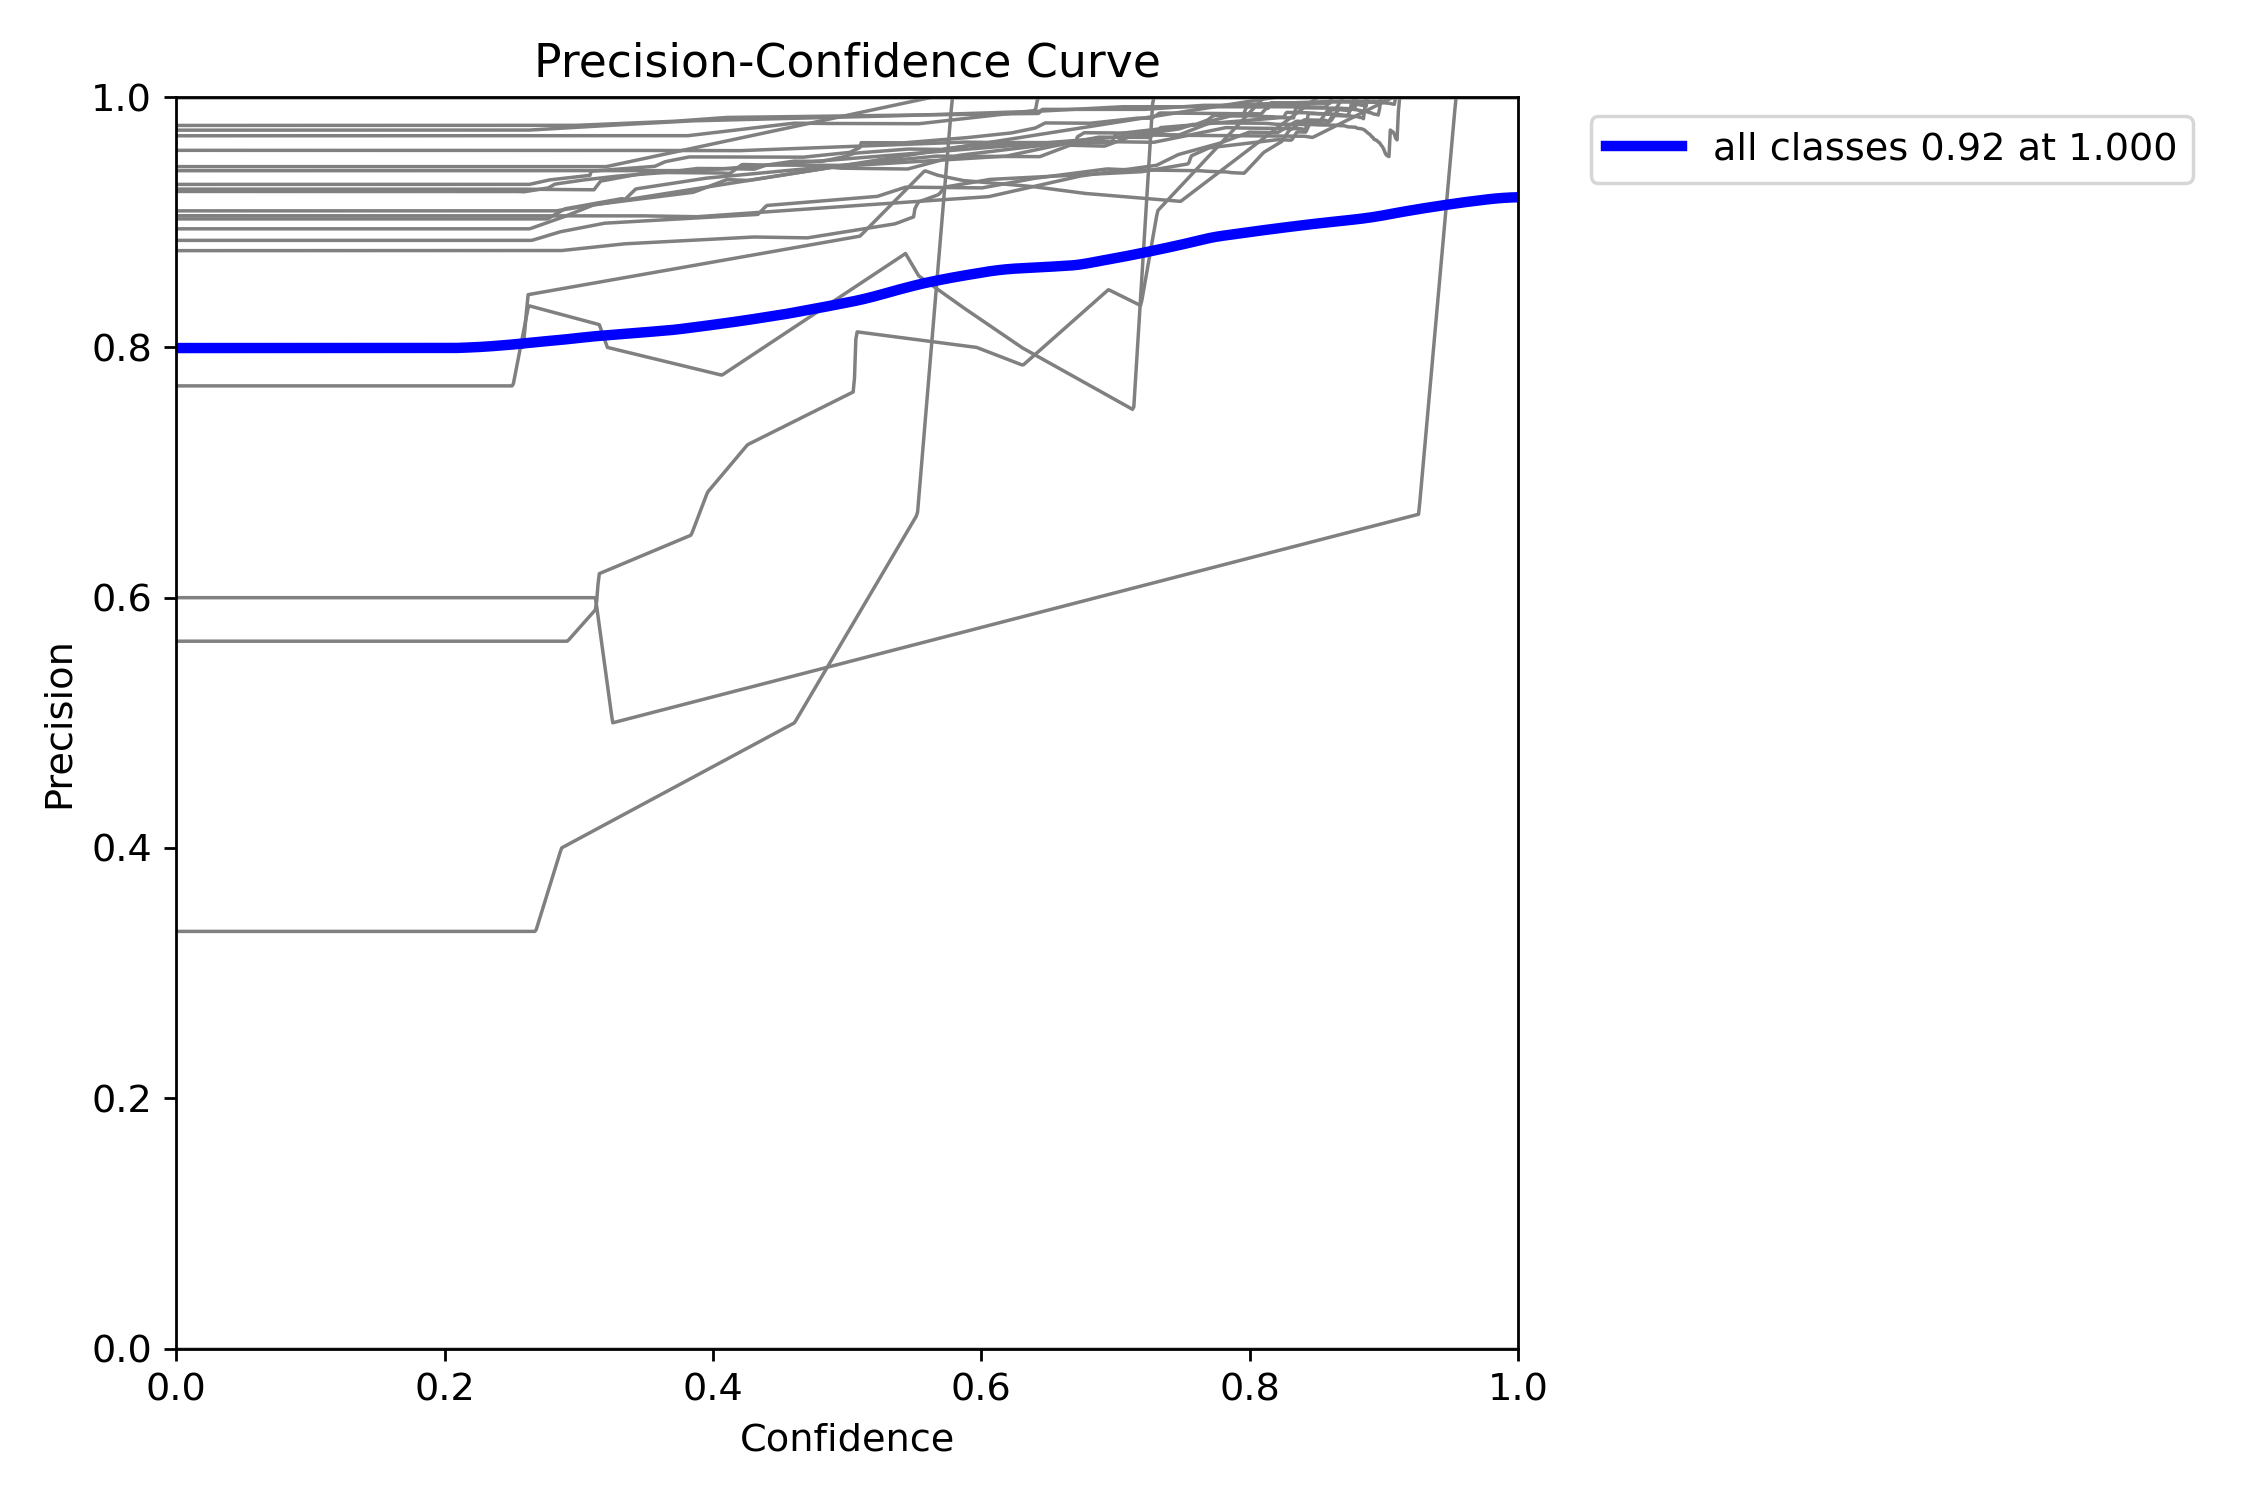 Precision-Confidence Curve
1.0
0.8
0.6
0.4
0.2
0.0
Precision
0.0 0.2 0.4 0.6 0.8 1.0
Confidence
all classes 0.92 at 1.000